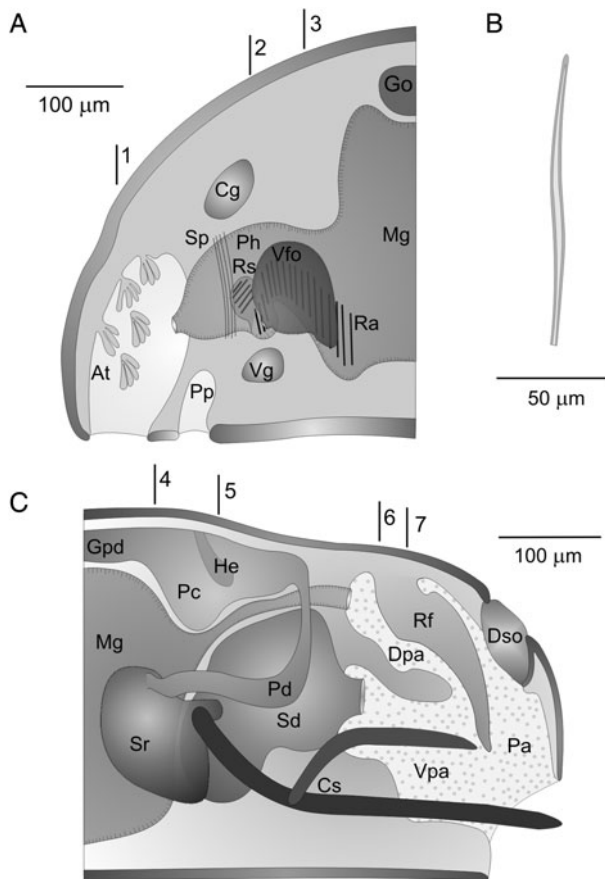 A
100 µm
1
2
3
Go
Cg
Sp
Ph
Rs
Vfo
Mg
Ra
At
Vg
Pp
B
50 µm
C
4
5
6
7
100 µm
Gpd
He
Pc
Rf
Dso
Mg
Dpa
Pd
Sd
Sr
Pa
Cs
Vpa